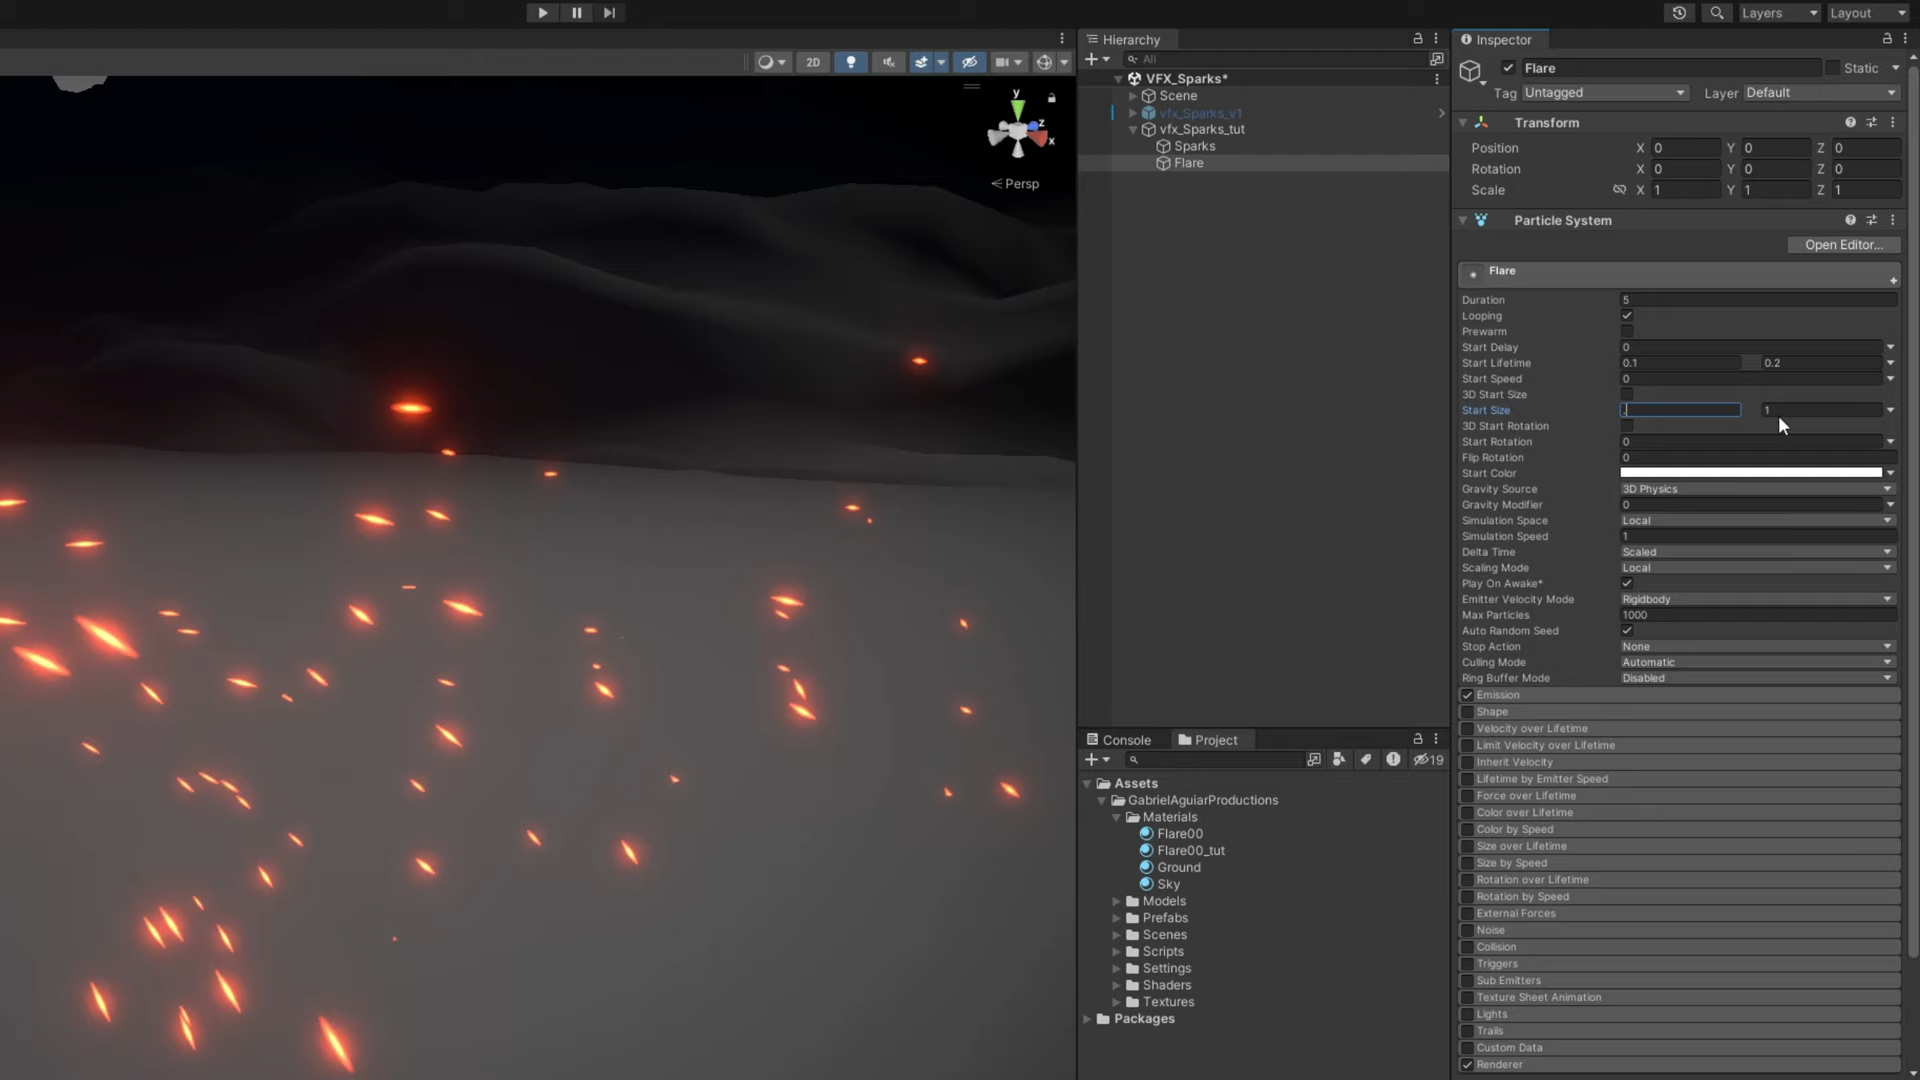 Layers
Layout
2D
y
z
x
Persp
Hierarchy
All
VFX_Sparks*
Scene
vfx_Sparks_v1
vfx_Sparks_tut
Sparks
Flare
Console
Project
19
Assets
GabrielAguiarProductions
Materials
Flare00
Flare00_tut
Ground
Sky
Models
Prefabs
Scenes
Scripts
Settings
Shaders
Textures
Packages
Inspector
Flare
Static
Tag Untagged Layer Default
Transform
Position X 0 Y 0 Z 0
Rotation X 0 Y 0 Z 0
Scale X 1 Y 1 Z 1
Particle System
Open Editor...
Flare
Duration 5
Looping
Prewarm
Start Delay 0
Start Lifetime 0.1 0.2
Start Speed 0
3D Start Size
Start Size . 1
3D Start Rotation
Start Rotation 0
Flip Rotation 0
Start Color
Gravity Source 3D Physics
Gravity Modifier 0
Simulation Space Local
Simulation Speed 1
Delta Time Scaled
Scaling Mode Local
Play On Awake*
Emitter Velocity Mode Rigidbody
Max Particles 1000
Auto Random Seed
Stop Action None
Culling Mode Automatic
Ring Buffer Mode Disabled
Emission
Shape
Velocity over Lifetime
Limit Velocity over Lifetime
Inherit Velocity
Lifetime by Emitter Speed
Force over Lifetime
Color over Lifetime
Color by Speed
Size over Lifetime
Size by Speed
Rotation over Lifetime
Rotation by Speed
External Forces
Noise
Collision
Triggers
Sub Emitters
Texture Sheet Animation
Lights
Trails
Custom Data
Renderer